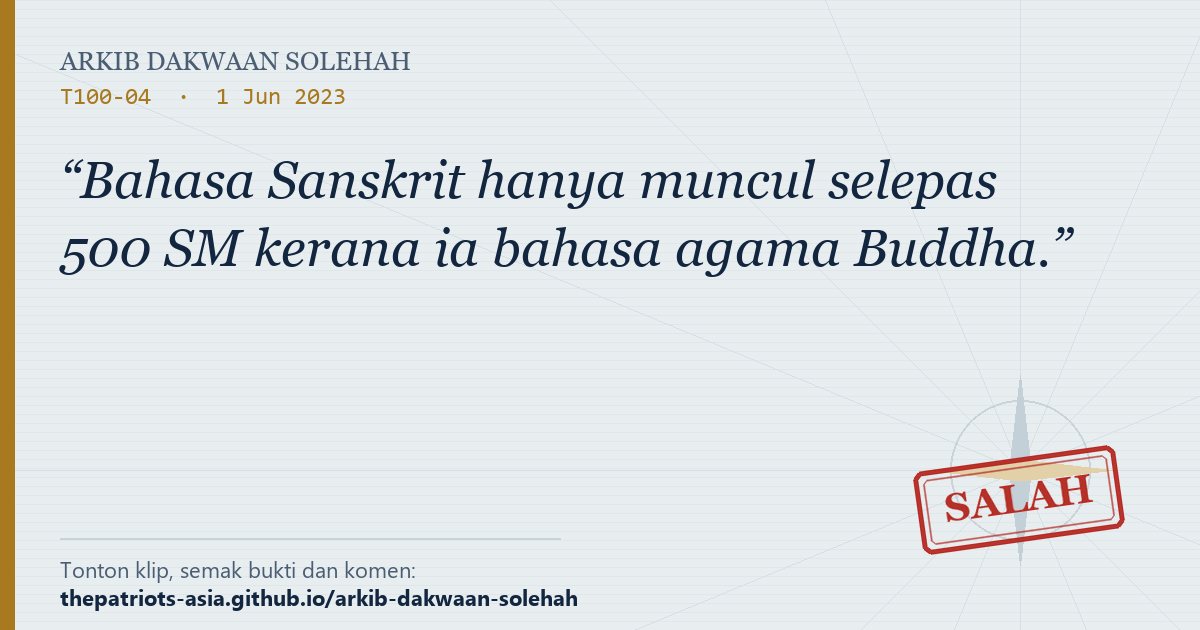 ARKIB DAKWAAN SOLEHAH
T100-04 · 1 Jun 2023
“Bahasa Sanskrit hanya muncul selepas
500 SM kerana ia bahasa agama Buddha.”
SALAH
Tonton klip, semak bukti dan komen:
thepatriots-asia.github.io/arkib-dakwaan-solehah